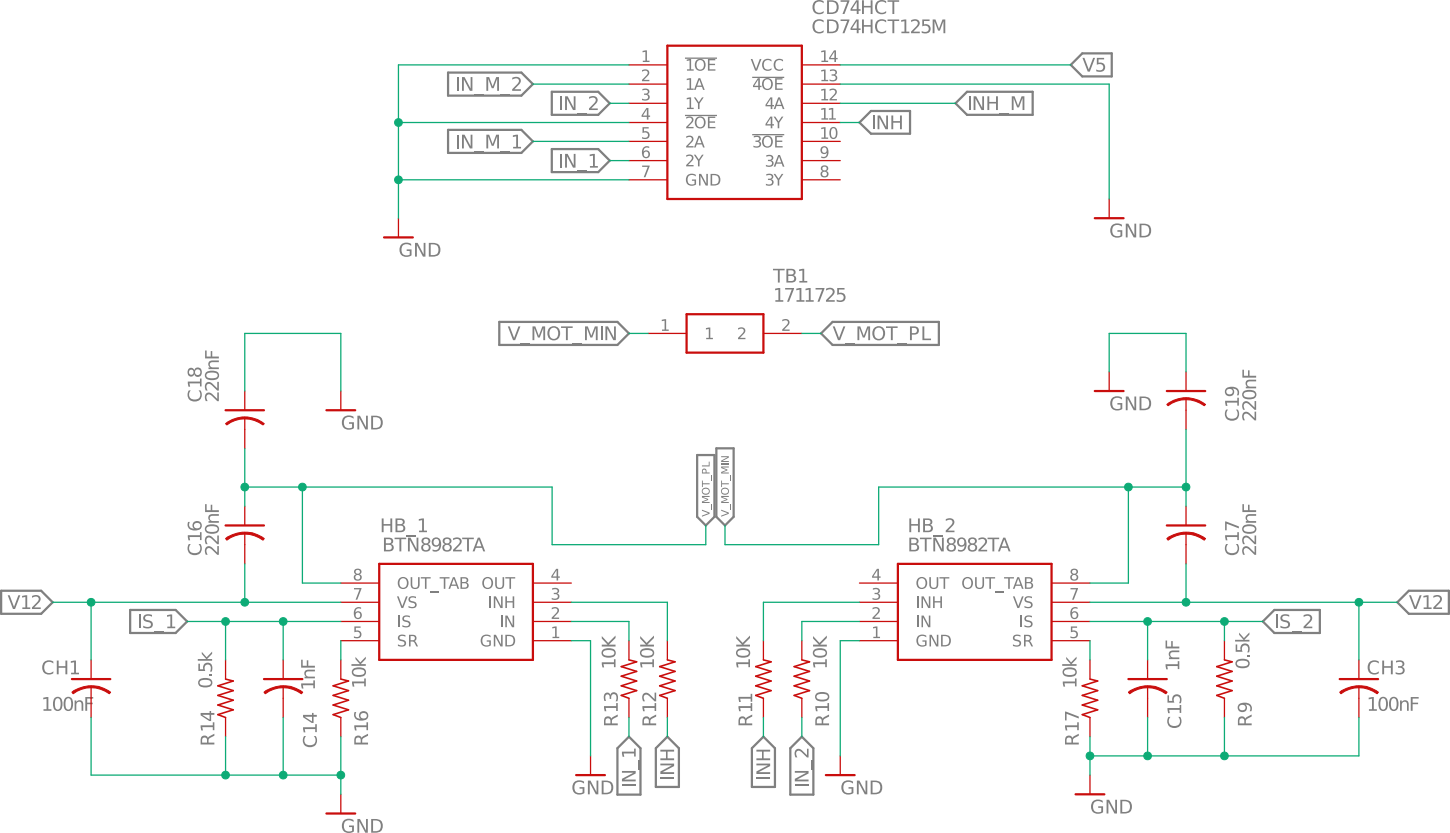 CD74HCT
CD74HCT125M
1
2
3
4
5
6
7
1OE
1A
1Y
2OE
2A
2Y
GND
VCC
4OE
4A
4Y
3OE
3A
3Y
14
13
12
11
10
9
8
IN_M_2
IN_2
IN_M_1
IN_1
V5
INH_M
INH
GND
GND
TB1
1711725
V_MOT_MIN
1
1 2
2
V_MOT_PL
C18
220nF
GND
GND
C19
220nF
V_MOT_PL
V_MOT_MIN
C16
220nF
C17
220nF
HB_1
BTN8982TA
8
7
6
5
OUT_TAB
VS
IS
SR
OUT
INH
IN
GND
4
3
2
1
HB_2
BTN8982TA
4
3
2
1
OUT
INH
IN
GND
OUT_TAB
VS
IS
SR
8
7
6
5
V12
IS_1
IS_2
V12
CH1
100nF
R14
0.5k
C14
1nF
R16
10k
R13
10K
R12
10K
R11
10K
R10
10K
R17
10k
C15
1nF
R9
0.5k
CH3
100nF
GND
IN_1
INH
INH
IN_2
GND
GND
GND